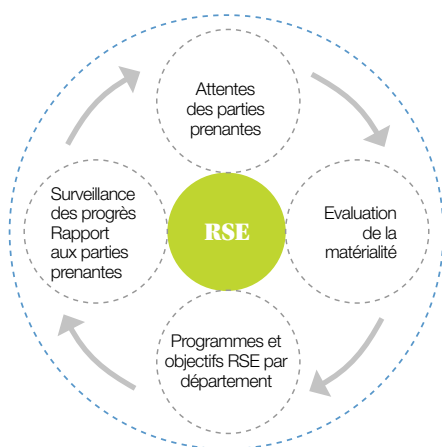 Attentes
des parties
prenantes
Surveillance
des progrès
Rapport
aux parties
prenantes
RSE
Evaluation
de la
matérialité
Programmes et
objectifs RSE par
département